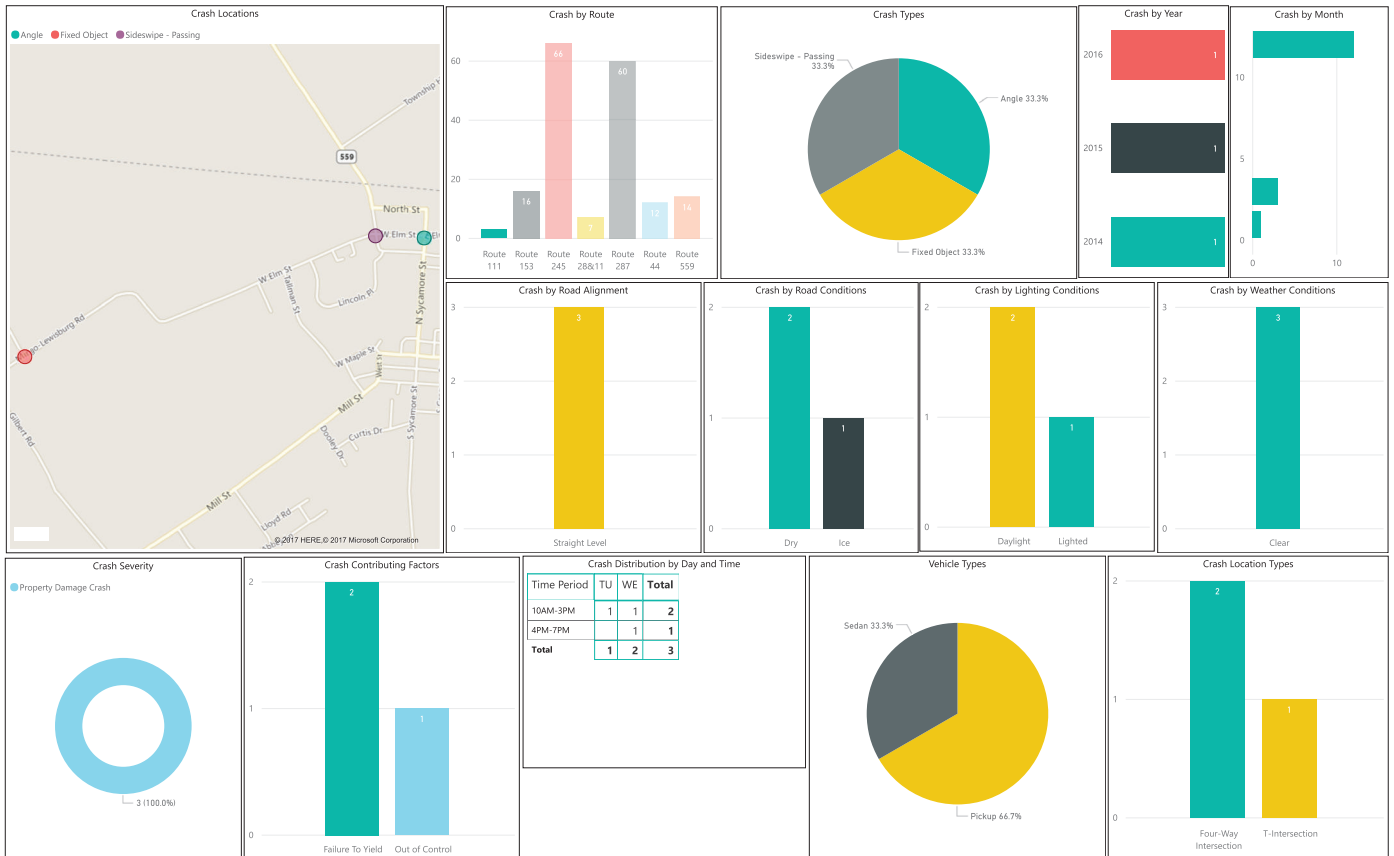 Crash Locations
Angle Fixed Object Sideswipe - Passing
559
North St
W Elm St
W Elm St
Tallman St
Lincoln Pl
N Sycamore St
-Lewisburg Rd
W Maple St
West St
Mill St
S Sycamore St
Gilbert Rd
Dooley Dr
Curtis Dr
Mill St
Lloyd Rd
© 2017 HERE,© 2017 Microsoft Corporation
Crash by Route
60
40
20
0
16
66
7
60
12
14
Route 111
Route 153
Route 245
Route 28&11
Route 287
Route 44
Route 559
Crash Types
Sideswipe - Passing
33.3%
Angle 33.3%
Fixed Object 33.3%
Crash by Year
2016
1
2015
1
2014
1
Crash by Month
10
5
0
0 10
Crash by Road Alignment
3
2
1
0
3
Straight Level
Crash by Road Conditions
2
1
0
2
1
Dry Ice
Crash by Lighting Conditions
2
1
0
2
1
Daylight Lighted
Crash by Weather Conditions
3
2
1
0
3
Clear
Crash Severity
Property Damage Crash
3 (100.0%)
Crash Contributing Factors
2
1
0
2
1
Failure To Yield Out of Control
Crash Distribution by Day and Time
Time Period TU WE Total
10AM-3PM 1 1 2
4PM-7PM 1 1
Total 1 2 3
Vehicle Types
Sedan 33.3%
Pickup 66.7%
Crash Location Types
2
1
0
2
1
Four-Way
Intersection
T-Intersection